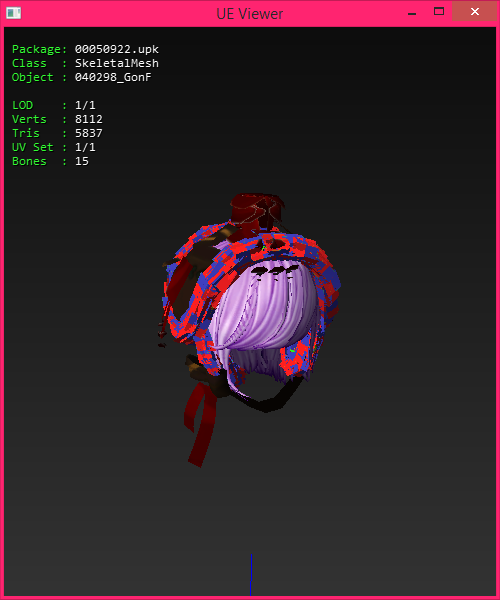 UE Viewer
Package: 00050922.upk
Class : SkeletalMesh
Object : 040298_GonF
LOD : 1/1
Verts : 8112
Tris : 5837
UV Set : 1/1
Bones : 15